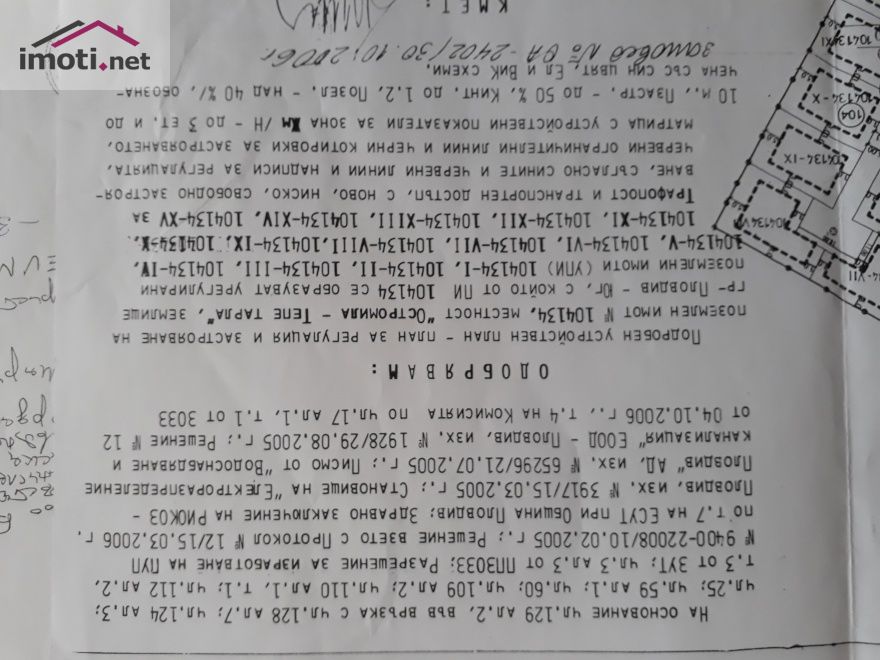 На основание чл.129 ал.2, във връзка с чл.128 ал.7; чл.124 ал.3;
чл.25; чл.59 ал.1; чл.60; чл.109 ал.2; чл.110 ал.1, т.1; чл.112 ал.2,
т.3 от ЗУТ; чл.3 ал.3 от ППЗОЗЗ; Разрешение за изработване на ПУП
№ 9400-22008/10.02.2005 г.; Решение взето с Протокол № 12/15.03.2006 г.
по т.7 на ЕСУТ при Община Пловдив; Здравно заключение на РИОКОЗ -
Пловдив, изх. № 3917/15.03.2005 г.; Становище на "Електроразпределение
Пловдив" АД, изх. № 65296/21.07.2005 г.; Писмо от "Водоснабдяване и
канализация" ЕООД - Пловдив, изх. № 1928/29.08.2005 г.; Решение № 12
от 04.10.2006 г., т.4 на Комисията по чл.17 ал.1, т.1 от ЗОЗЗ
ОДОБРЯВАМ:
Подробен устройствен план - план за регулация и застрояване на
поземлен имот № 104134, местност "Остромила - Тепе тарла", землище
гр- Пловдив - Юг, с който от ПИ 104134 се образуват урегулирани
поземлени имоти (УПИ) 104134-I, 104134-II, 104134-III, 104134-IV,
104134-V, 104134-VI, 104134-VII, 104134-VIII, 104134-IX, 104134-X,
104134-XI, 104134-XII, 104134-XIII, 104134-XIV, 104134-XV за
Трафопост и транспортен достъп, с ново, ниско, свободно застроя-
ване, съгласно сините и червени линии и надписи за регулация,
червени ограничителни линии и черни котировки за застрояването,
матрица с устройствени показатели за зона Жм /Н - до 3 ет. и до
10 м., Пзастр. - до 50 %, Кинт. до 1.2, Позел. - над 40 %/, обозна-
чена със син цвят. Ел и ВиК схеми.
заповед № ОА-2402/30.10.2006г
КМЕТ:
104134-XI
104134-X
104
104134-IX
104134-VIII
imoti.net